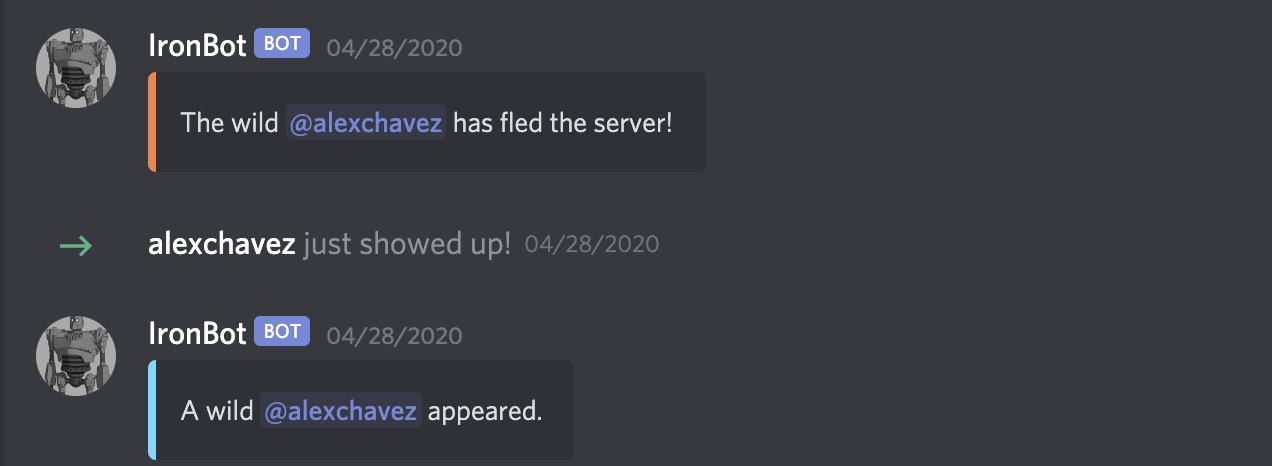 IronBot BOT 04/28/2020
The wild @alexchavez has fled the server!
alexchavez just showed up! 04/28/2020
IronBot BOT 04/28/2020
A wild @alexchavez appeared.